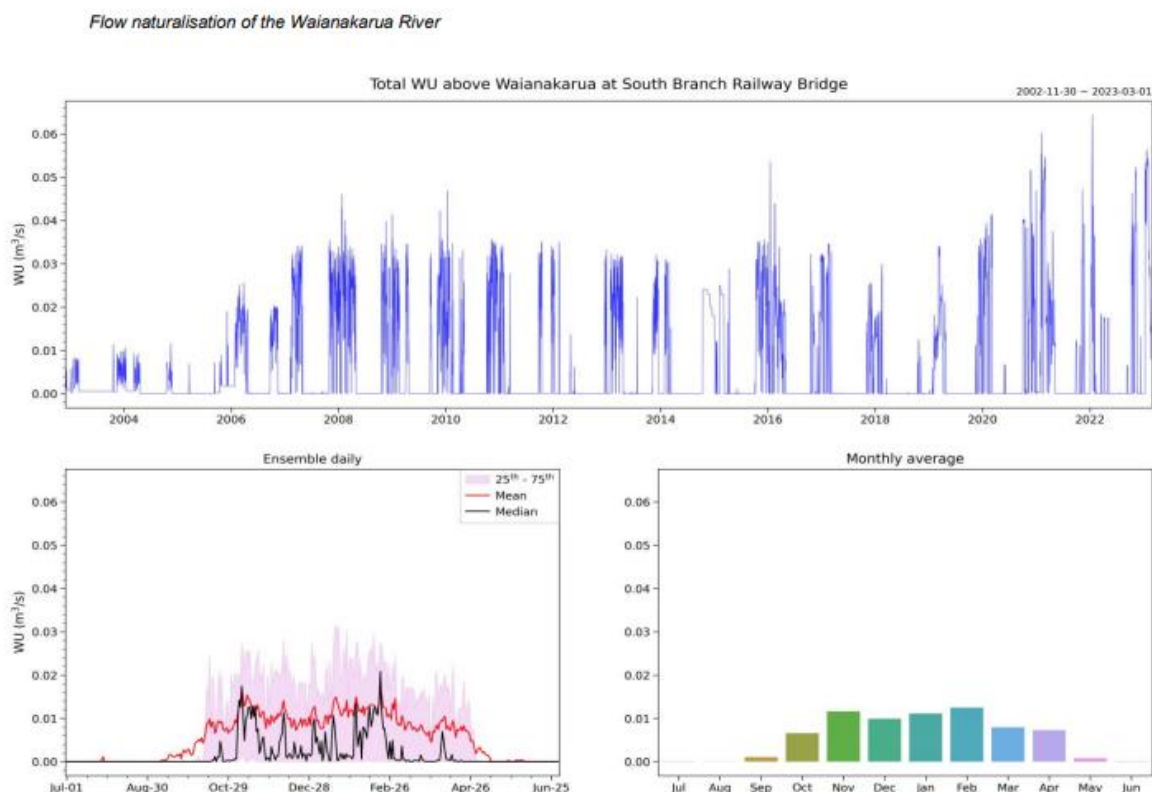 Flow naturalisation of the Waianakarua River
Total WU above Waianakarua at South Branch Railway Bridge
2002-11-30 ~ 2023-03-01
WU (m³/s)
0.06
0.05
0.04
0.03
0.02
0.01
0.00
2004 2006 2008 2010 2012 2014 2016 2018 2020 2022
Ensemble daily
25th - 75th
Mean
Median
WU (m³/s)
0.06
0.05
0.04
0.03
0.02
0.01
0.00
Jul-01 Aug-30 Oct-29 Dec-28 Feb-26 Apr-26 Jun-25
Monthly average
0.06
0.05
0.04
0.03
0.02
0.01
0.00
Jul Aug Sep Oct Nov Dec Jan Feb Mar Apr May Jun